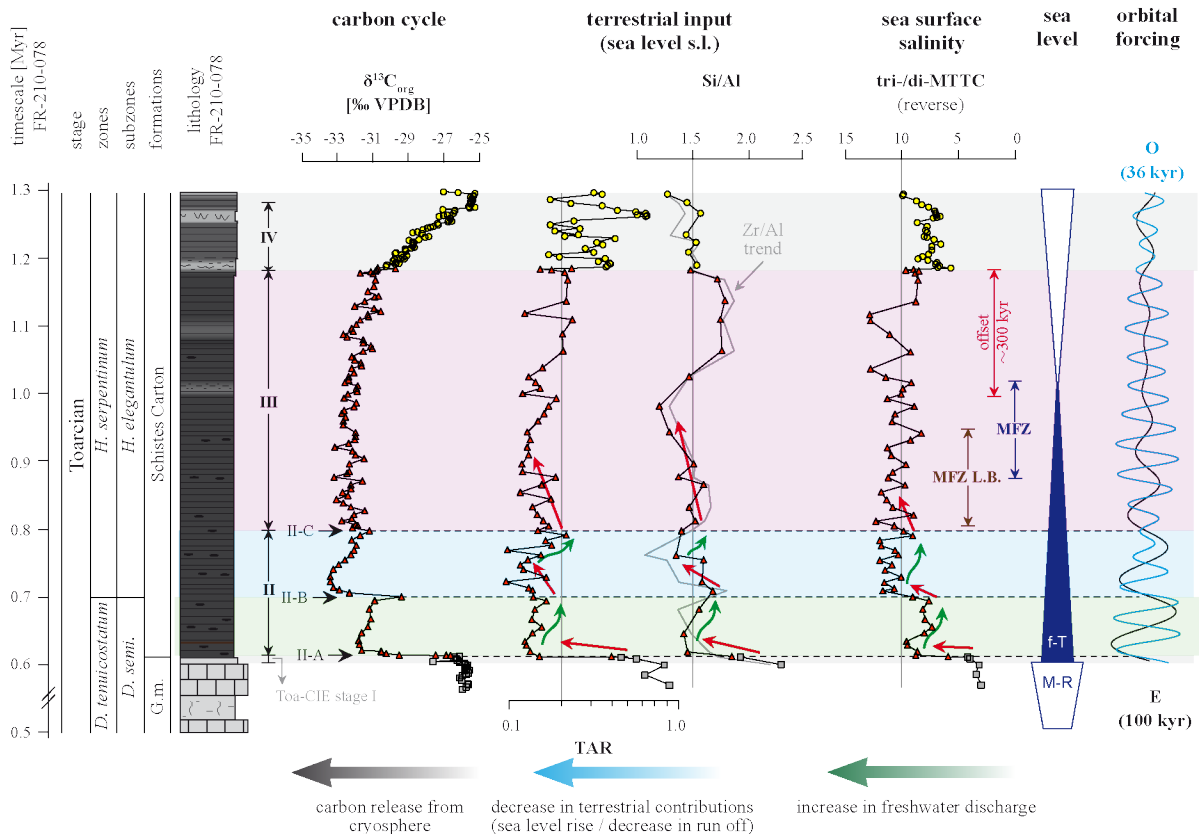 carbon cycle
terrestrial input
(sea level s.l.)
sea surface
salinity
sea
level
orbital
forcing
timescale [Myr]
FR-210-078
stage
zones
subzones
formations
lithology
FR-210-078
δ13Corg
[‰ VPDB]
Si/Al
tri-/di-MTTC
(reverse)
-35 -33 -31 -29 -27 -25
1.0 1.5 2.0 2.5
15 10 5 0
O
(36 kyr)
1.3
1.2
1.1
1.0
0.9
0.8
0.7
0.6
0.5
Toarcian
H. serpentinum
D. tenuicostatum
H. elegantulum
D. semi.
Schistes Carton
G.m.
IV
III
II
II-C
II-B
II-A
Toa-CIE stage I
Zr/Al
trend
offset
~300 kyr
MFZ
MFZ L.B.
f-T
M-R
E
(100 kyr)
0.1 1.0
TAR
carbon release from
cryosphere
decrease in terrestrial contributions
(sea level rise / decrease in run off)
increase in freshwater discharge